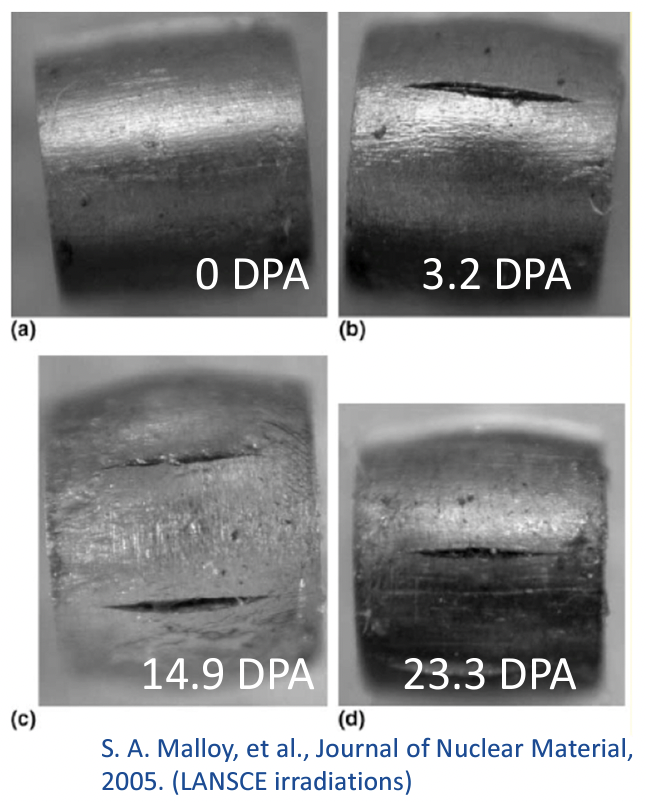 0 DPA
3.2 DPA
(a)
(b)
14.9 DPA
23.3 DPA
(c)
(d)
S. A. Malloy, et al., Journal of Nuclear Material,
2005. (LANSCE irradiations)